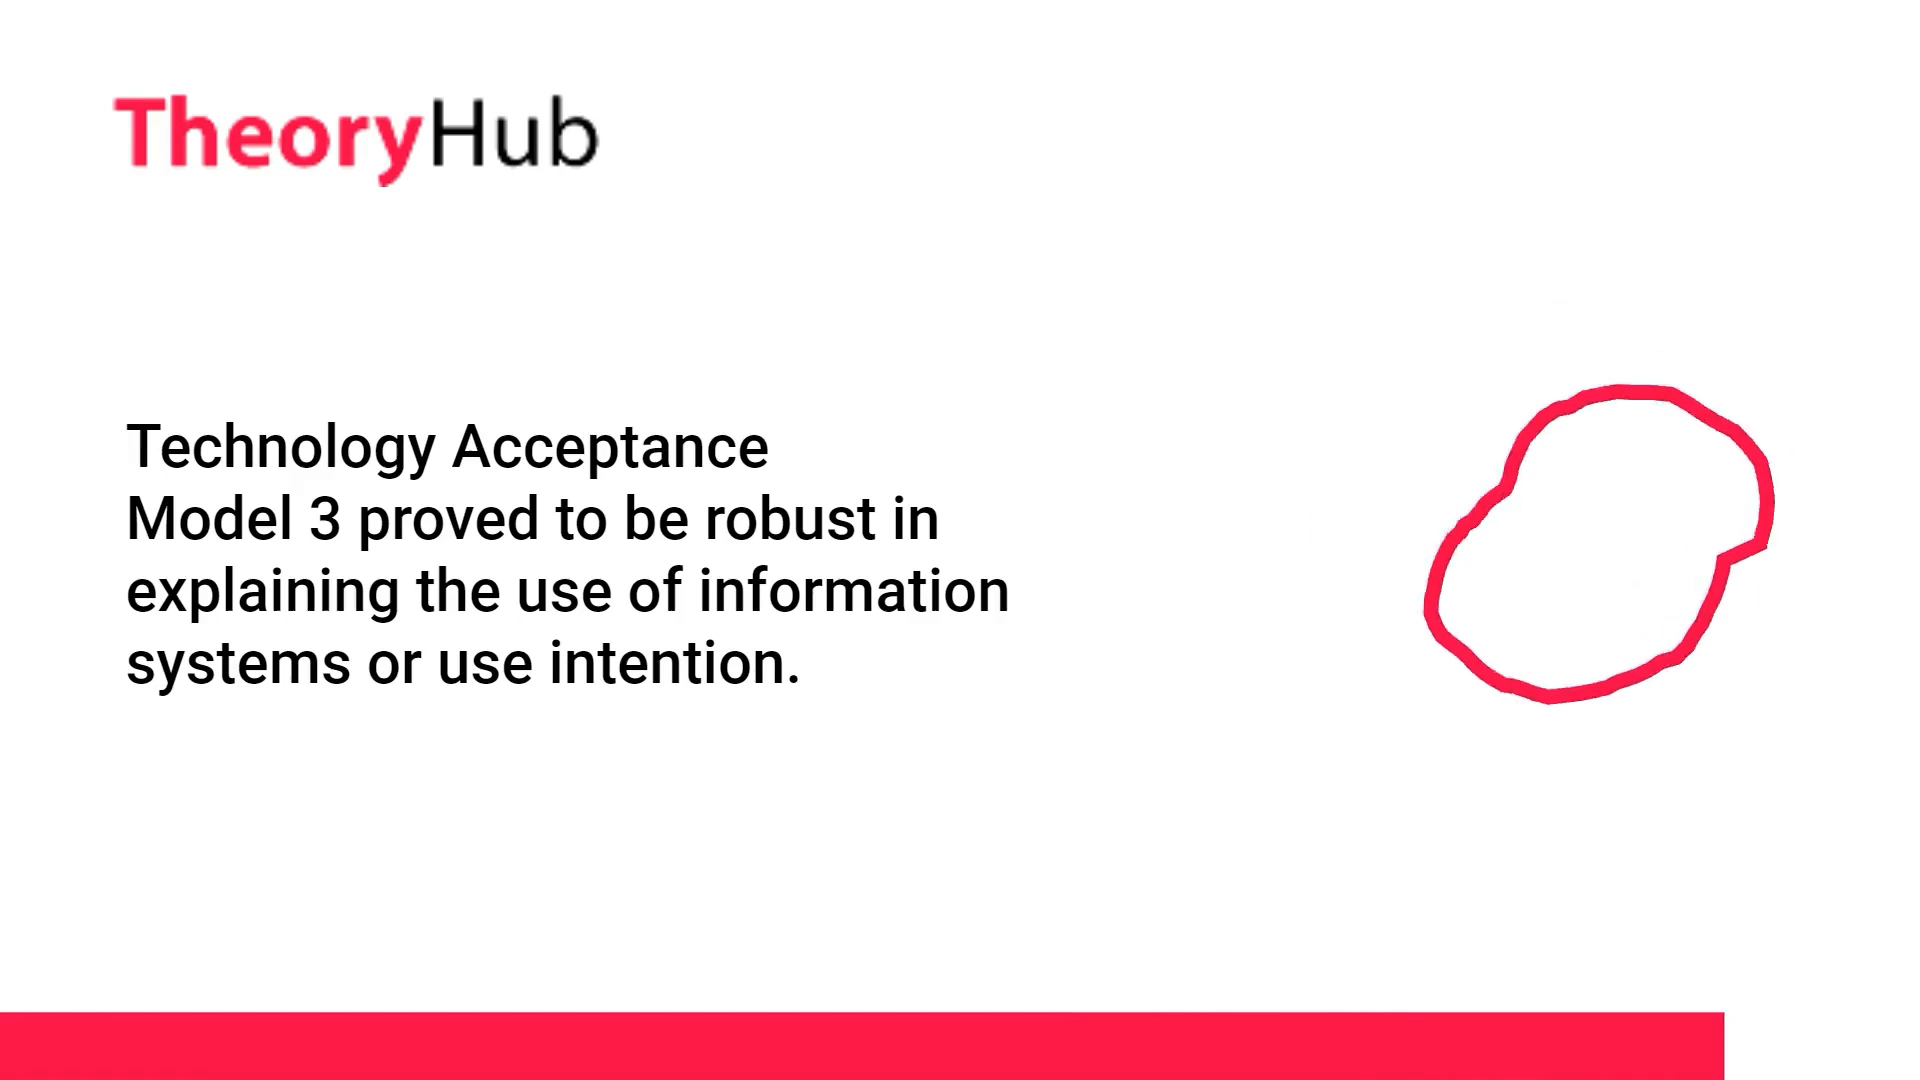 TheoryHub
Technology Acceptance
Model 3 proved to be robust in
explaining the use of information
systems or use intention.